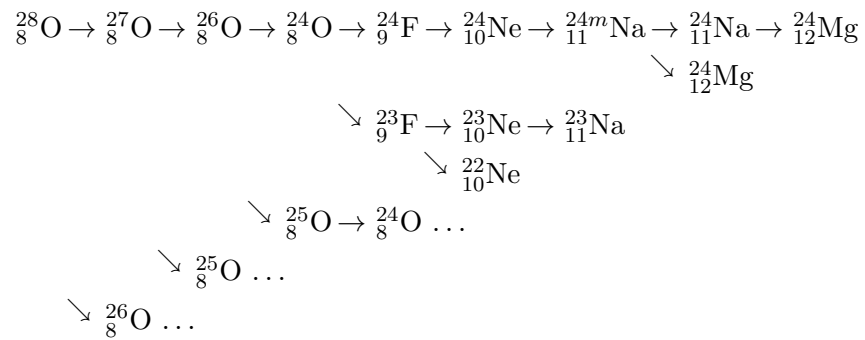 ²⁸₈O → ²⁷₈O → ²⁶₈O → ²⁴₈O → ²⁴₉F → ²⁴₁₀Ne → ²⁴ᵐ₁₁Na → ²⁴₁₁Na → ²⁴₁₂Mg
↘ ²⁴₁₂Mg
↘ ²³₉F → ²³₁₀Ne → ²³₁₁Na
↘ ²²₁₀Ne
↘ ²⁵₈O → ²⁴₈O …
↘ ²⁵₈O …
↘ ²⁶₈O …